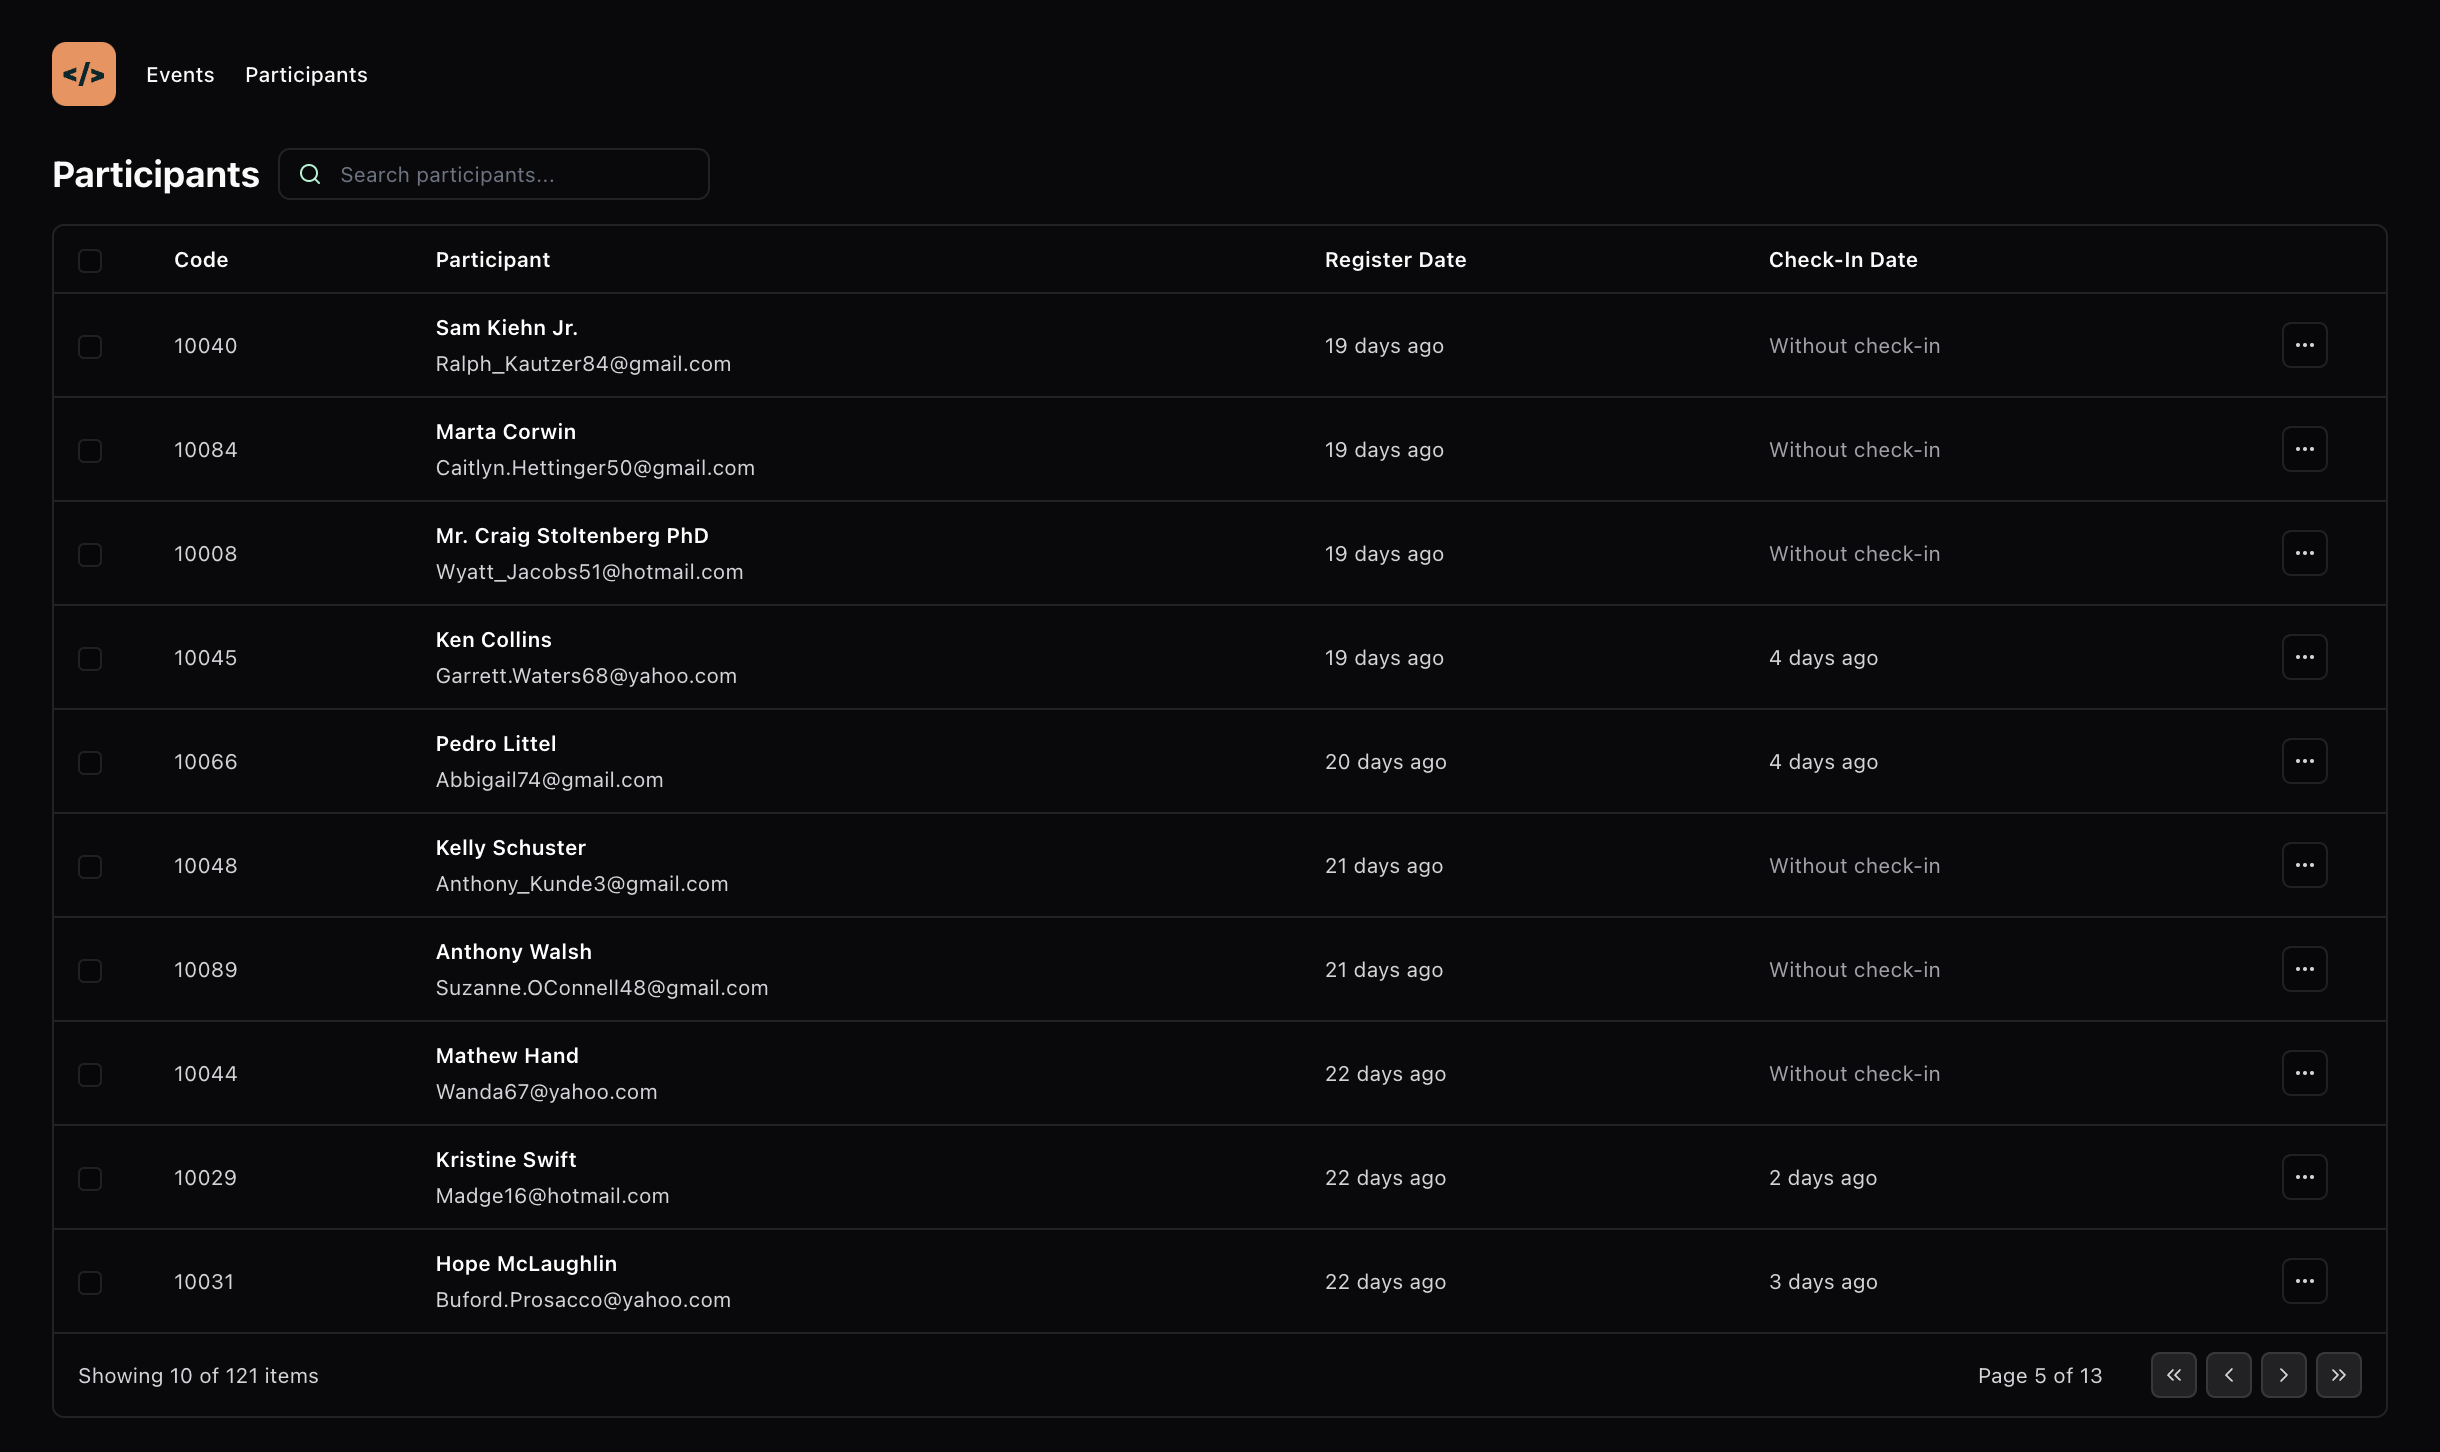 </>
Events Participants
Participants Search participants...
Code Participant Register Date Check-In Date
Sam Kiehn Jr.
10040 19 days ago Without check-in
Ralph_Kautzer84@gmail.com
Marta Corwin
10084 19 days ago Without check-in
Caitlyn.Hettinger50@gmail.com
Mr. Craig Stoltenberg PhD
10008 19 days ago Without check-in
Wyatt_Jacobs51@hotmail.com
Ken Collins
10045 19 days ago 4 days ago
Garrett.Waters68@yahoo.com
Pedro Littel
10066 20 days ago 4 days ago
Abbigail74@gmail.com
Kelly Schuster
10048 21 days ago Without check-in
Anthony_Kunde3@gmail.com
Anthony Walsh
10089 21 days ago Without check-in
Suzanne.OConnell48@gmail.com
Mathew Hand
10044 22 days ago Without check-in
Wanda67@yahoo.com
Kristine Swift
10029 22 days ago 2 days ago
Madge16@hotmail.com
Hope McLaughlin
10031 22 days ago 3 days ago
Buford.Prosacco@yahoo.com
Showing 10 of 121 items Page 5 of 13